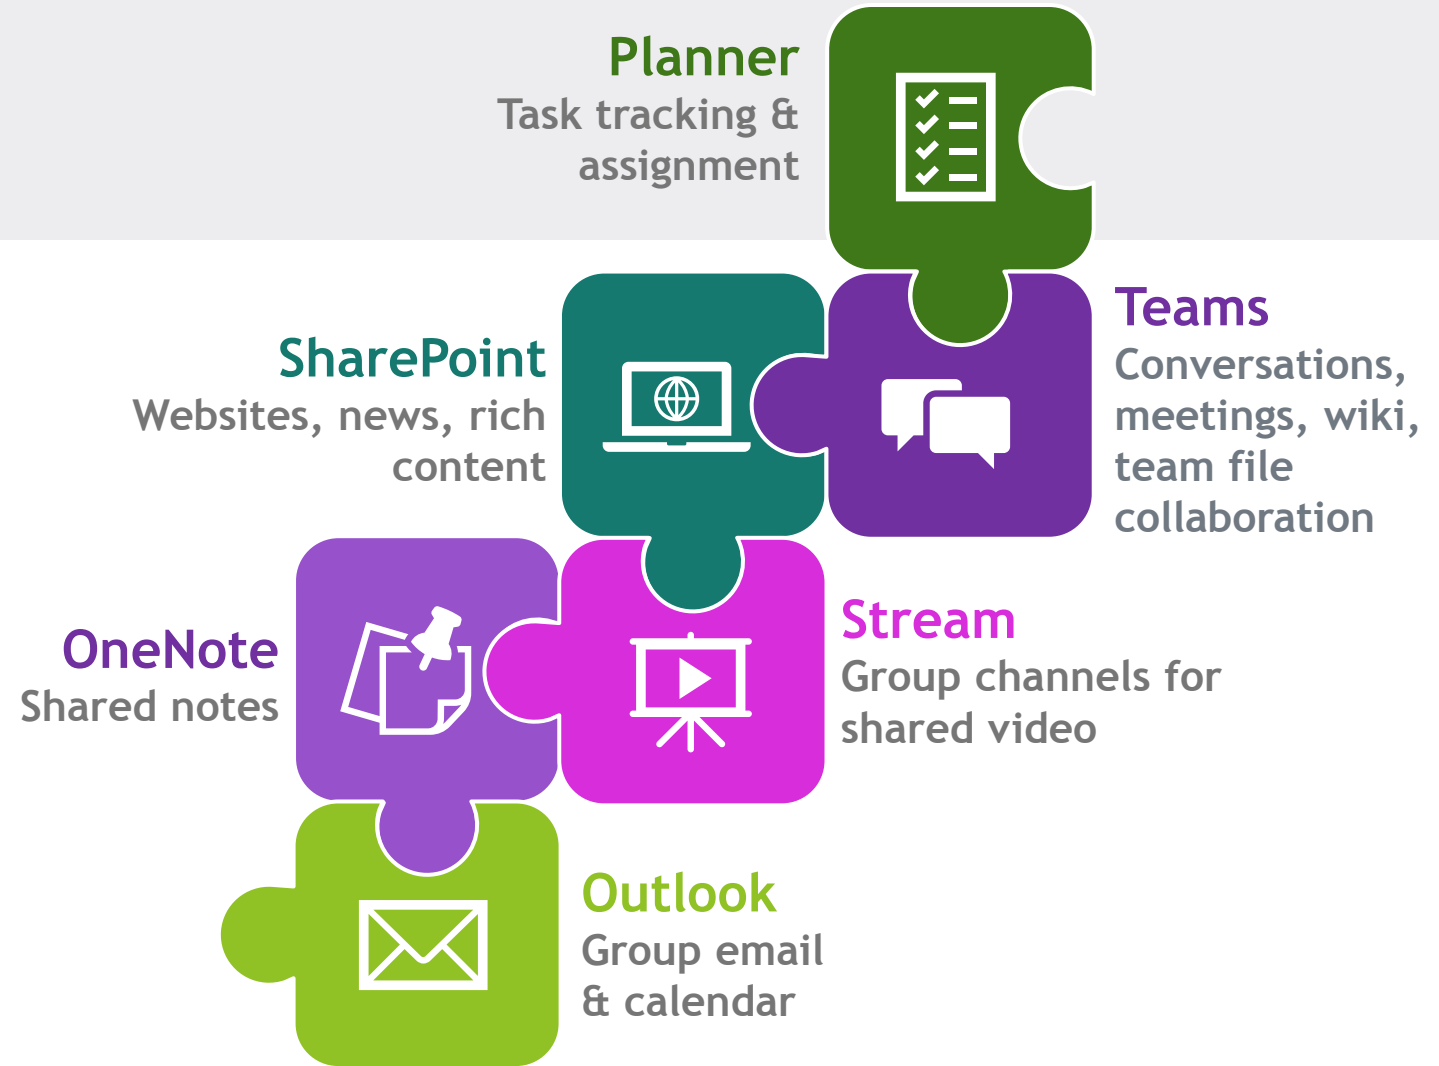 Planner
Task tracking &
assignment
SharePoint
Websites, news, rich
content
Teams
Conversations,
meetings, wiki,
team file
collaboration
OneNote
Shared notes
Stream
Group channels for
shared video
Outlook
Group email
& calendar